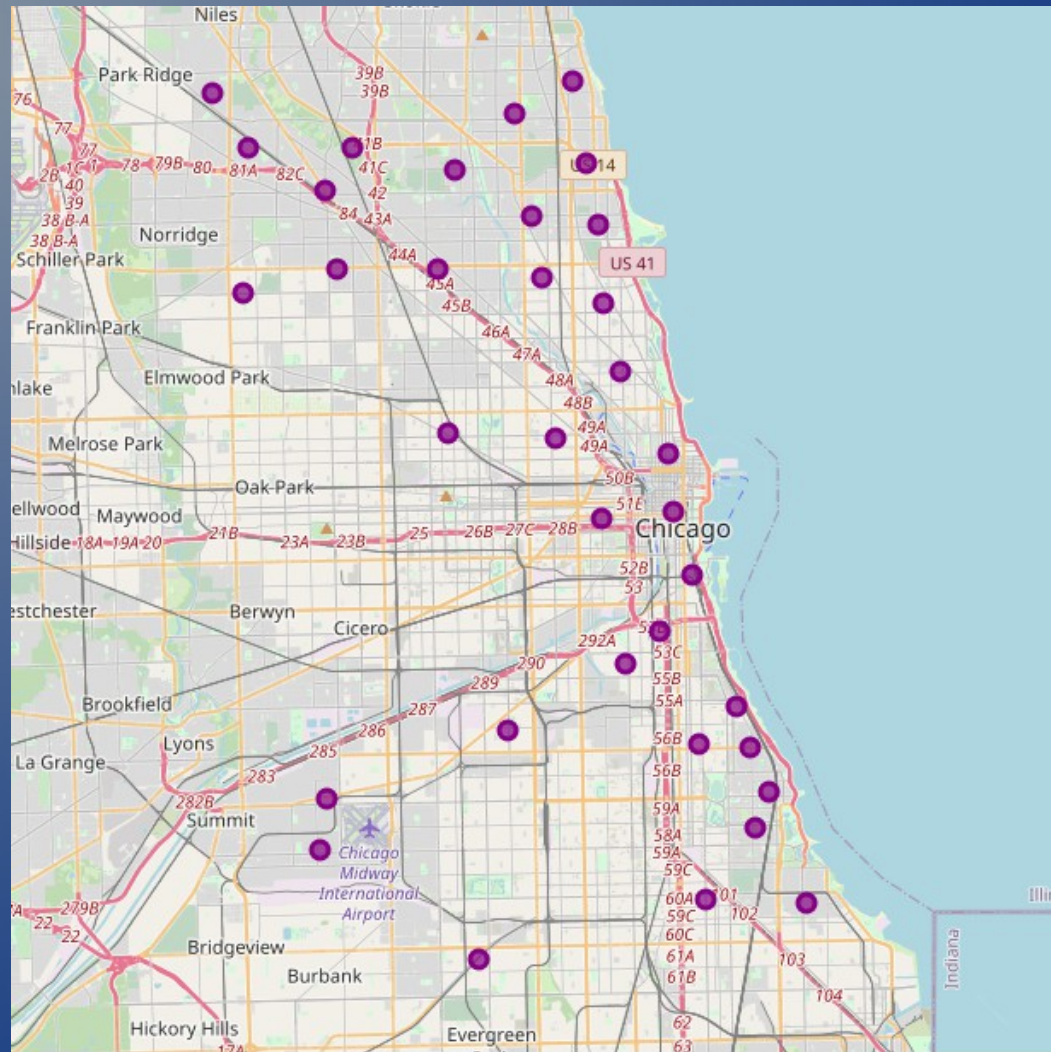 Niles
Park Ridge
39B
39B
76
77
77
1C
1
78
79B
80
81A
82C
41C
42
US 14
2B
40
39
38 B-A
38 B-A
84
43A
Norridge
Schiller Park
44A
US 41
45A
45B
Franklin Park
46A
47A
Elmwood Park
48A
48B
49A
49A
Melrose Park
50B
Oak Park
51E
Maywood
Chicago
Hillside
18A
19A
20
21B
23A
23B
25
26B
27C
28B
52B
53
Berwyn
Cicero
292A
53C
290
55B
289
55A
Brookfield
287
286
Lyons
285
56B
La Grange
283
56B
282B
59A
Summit
58A
59A
Chicago
Midway
International
Airport
59C
60A
101
279B
59C
102
22
22
60C
Bridgeview
61A
103
Indiana
Burbank
61B
104
Hickory Hills
62
Evergreen
63
17A